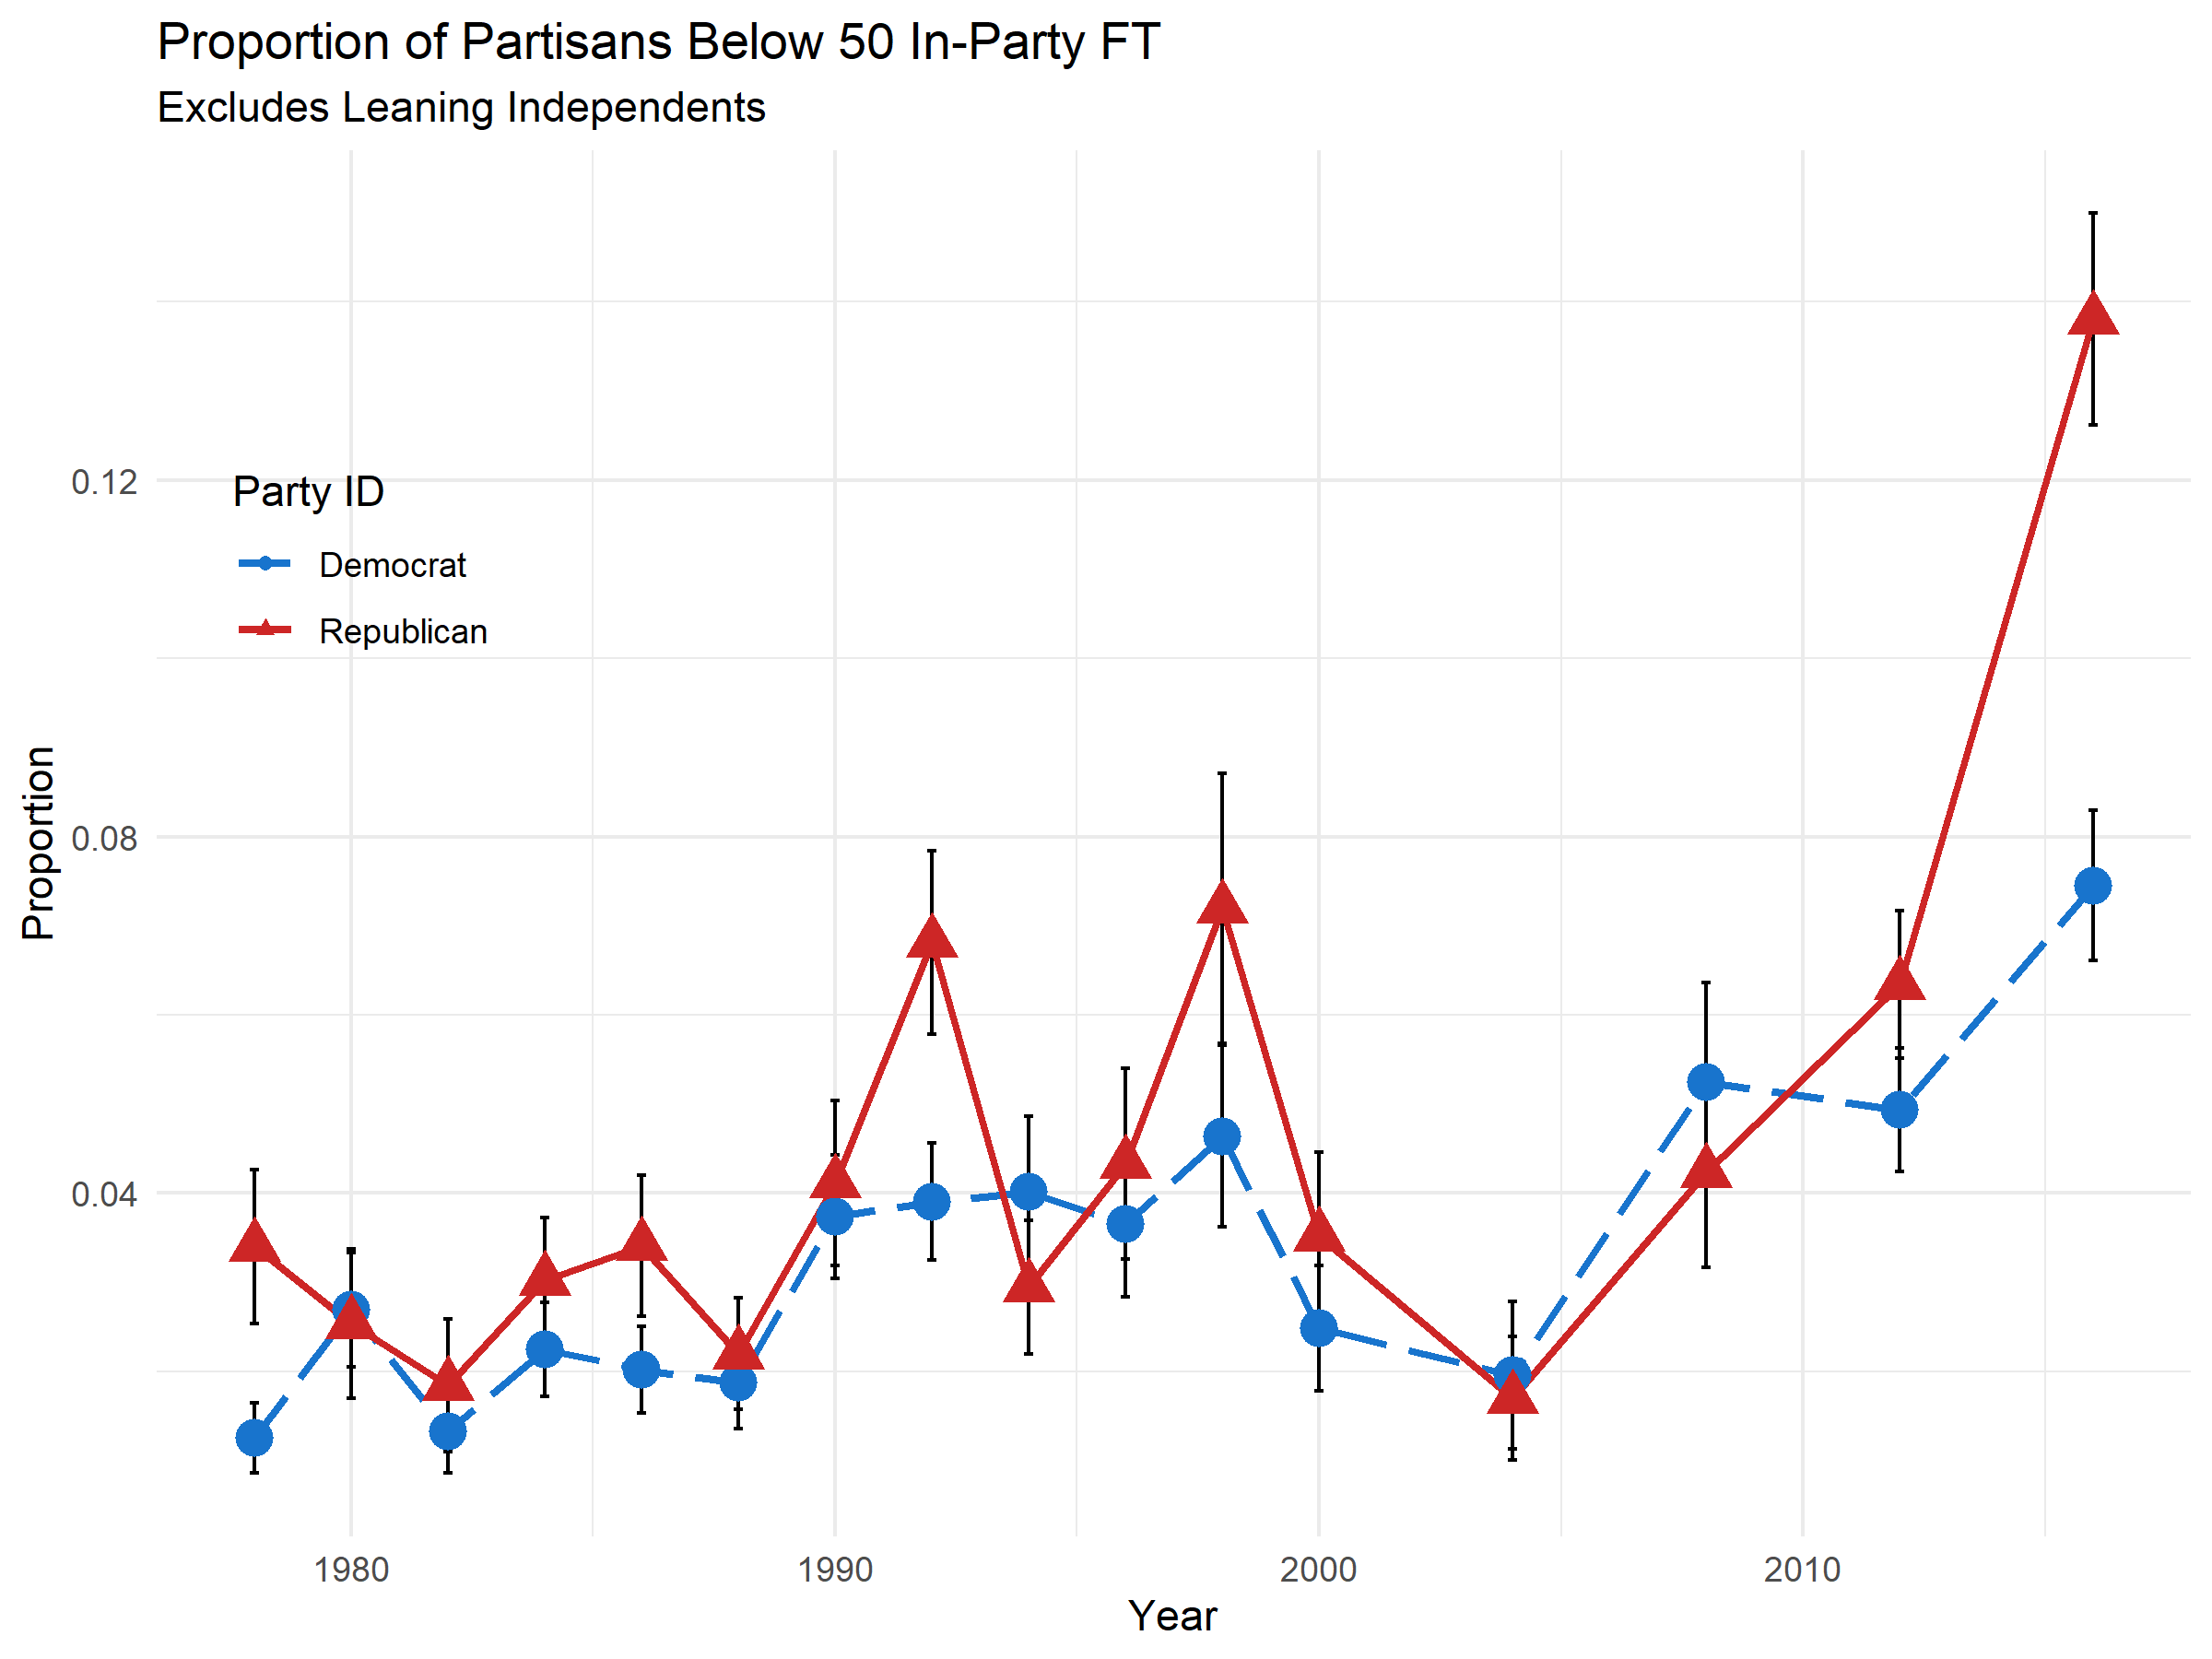 Proportion of Partisans Below 50 In-Party FT
Excludes Leaning Independents
Party ID
Democrat
Republican
Proportion
0.12
0.08
0.04
1980
1990
2000
2010
Year